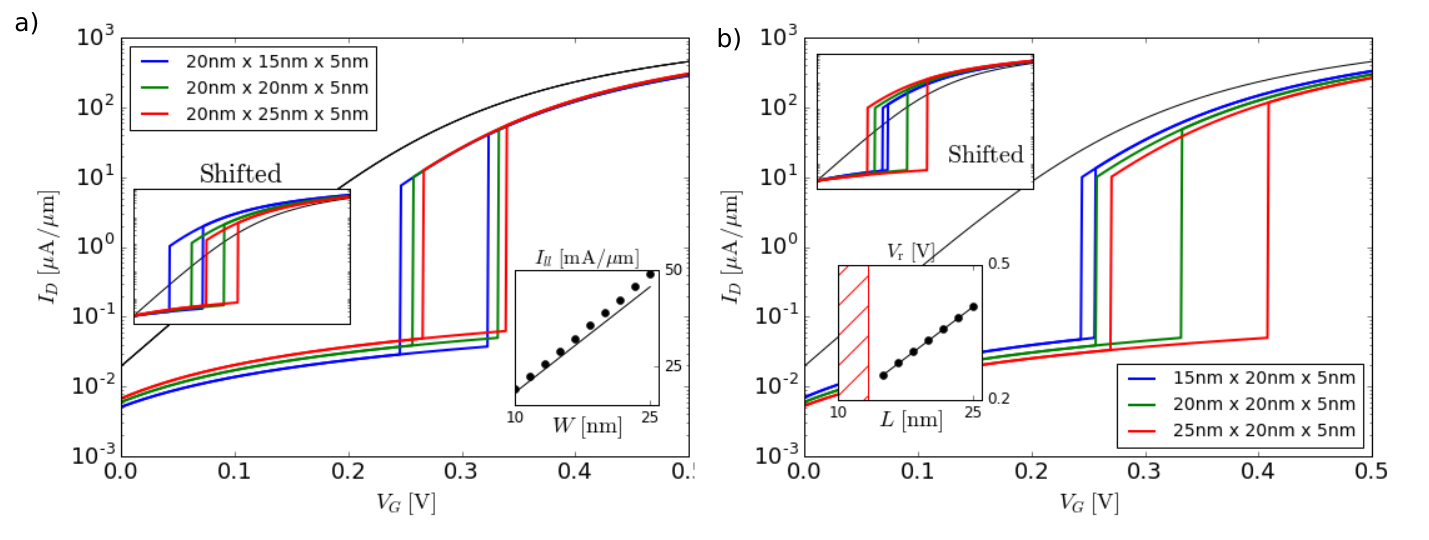 a)
10³
10²
10¹
10⁰
10⁻¹
10⁻²
10⁻³
I_D [μA/μm]
20nm x 15nm x 5nm
20nm x 20nm x 5nm
20nm x 25nm x 5nm
Shifted
I_ll [mA/μm]
50
25
10
25
W [nm]
0.0
0.1
0.2
0.3
0.4
V_G [V]
b)
10³
10²
10¹
10⁰
10⁻¹
10⁻²
10⁻³
I_D [μA/μm]
Shifted
V_r [V]
0.5
0.2
10
25
L [nm]
15nm x 20nm x 5nm
20nm x 20nm x 5nm
25nm x 20nm x 5nm
0.0
0.1
0.2
0.3
0.4
0.5
V_G [V]